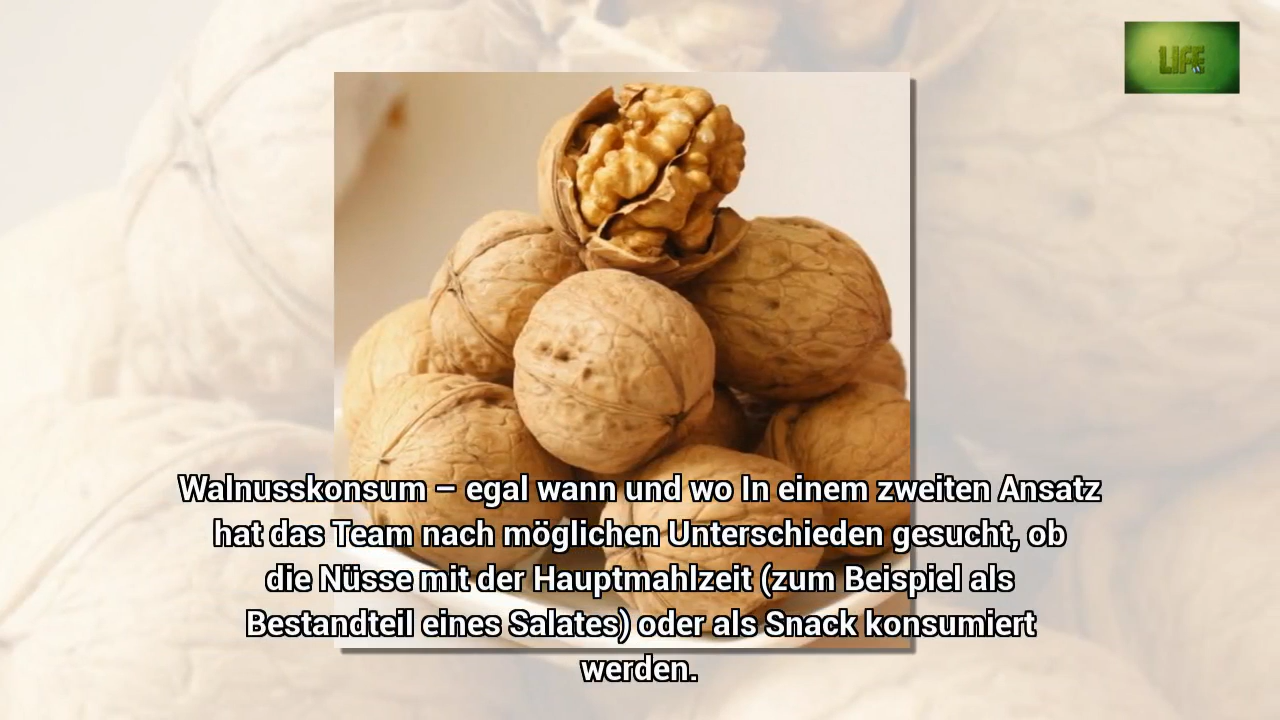 LIFE
Walnusskonsum – egal wann und wo In einem zweiten Ansatz
hat das Team nach möglichen Unterschieden gesucht, ob
die Nüsse mit der Hauptmahlzeit (zum Beispiel als
Bestandteil eines Salates) oder als Snack konsumiert
werden.